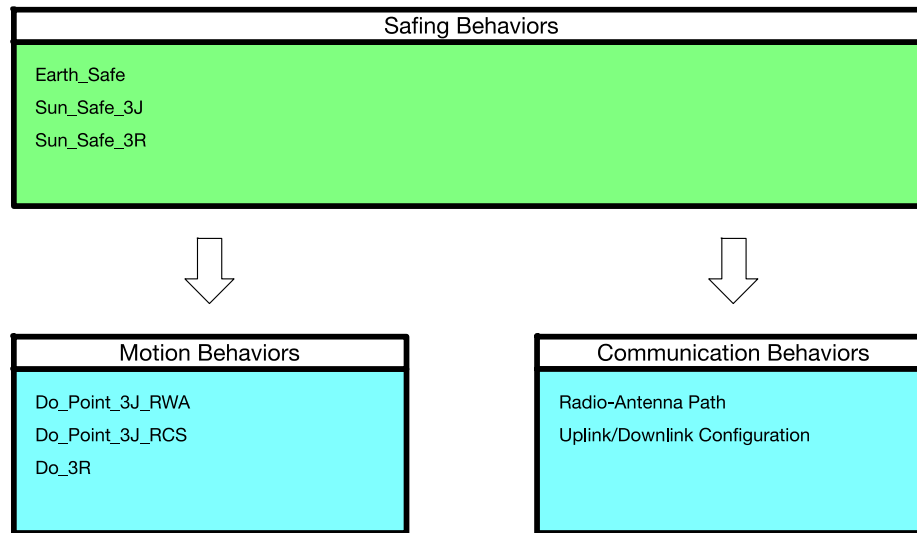 Safing Behaviors
Earth_Safe
Sun_Safe_3J
Sun_Safe_3R
Motion Behaviors
Do_Point_3J_RWA
Do_Point_3J_RCS
Do_3R
Communication Behaviors
Radio-Antenna Path
Uplink/Downlink Configuration